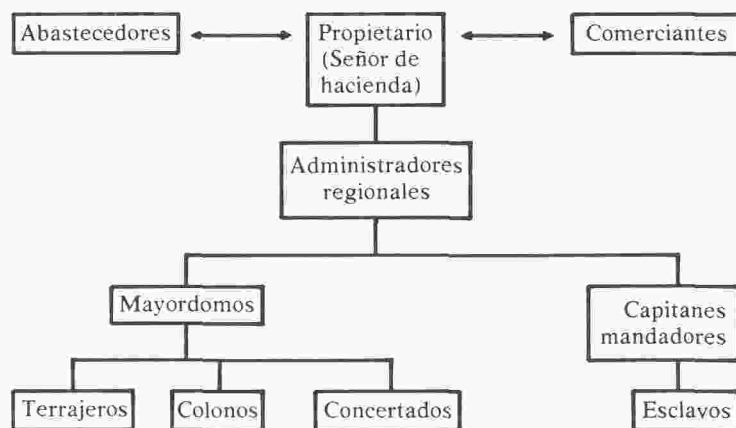 Abastecedores
Propietario
(Señor de
hacienda)
Comerciantes
Administradores
regionales
Mayordomos
Capitanes
mandadores
Terrajeros
Colonos
Concertados
Esclavos